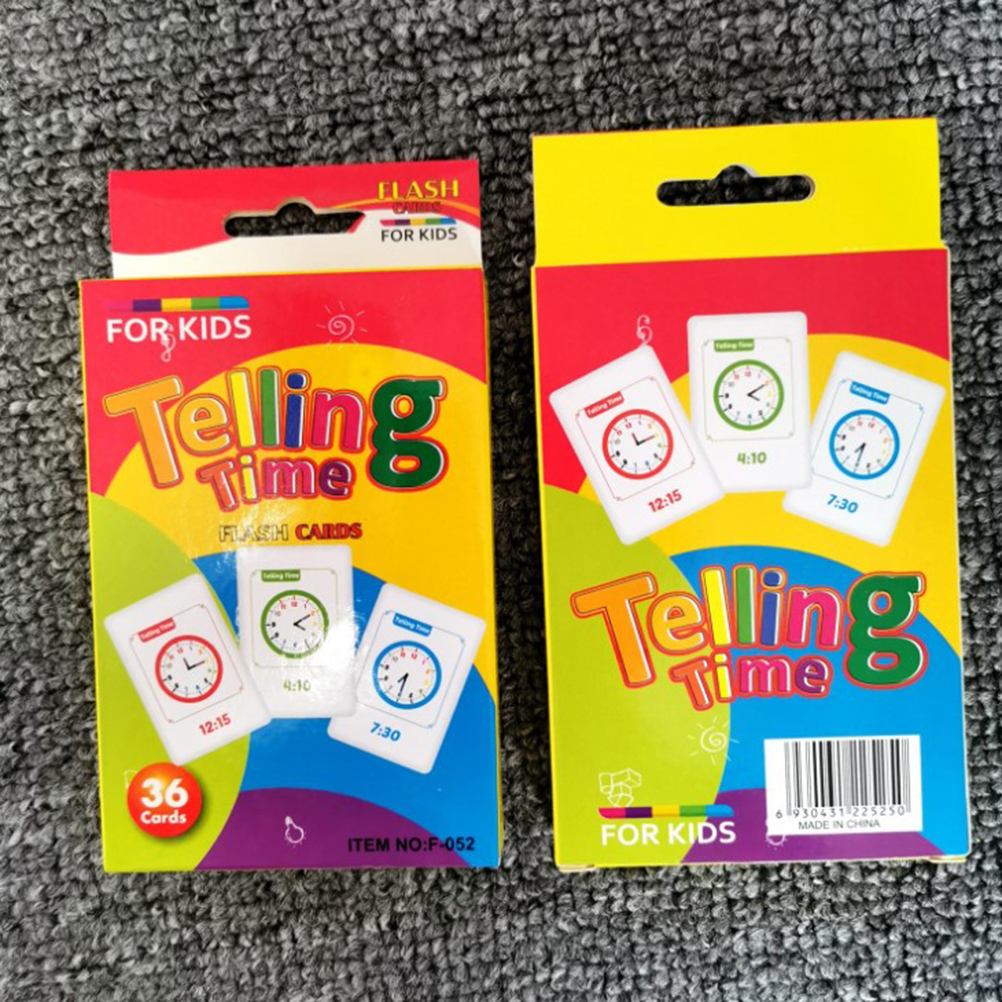 FLASH
CARDS
FOR KIDS
FOR KIDS
Telling
Time
FLASH CARDS
Telling Time
12:15
Telling Time
4:10
Telling Time
7:30
36
Cards
ITEM NO:F-052
Telling Time
12:15
Telling Time
4:10
Telling Time
7:30
Telling
Time
FOR KIDS
6 930431 225250
MADE IN CHINA